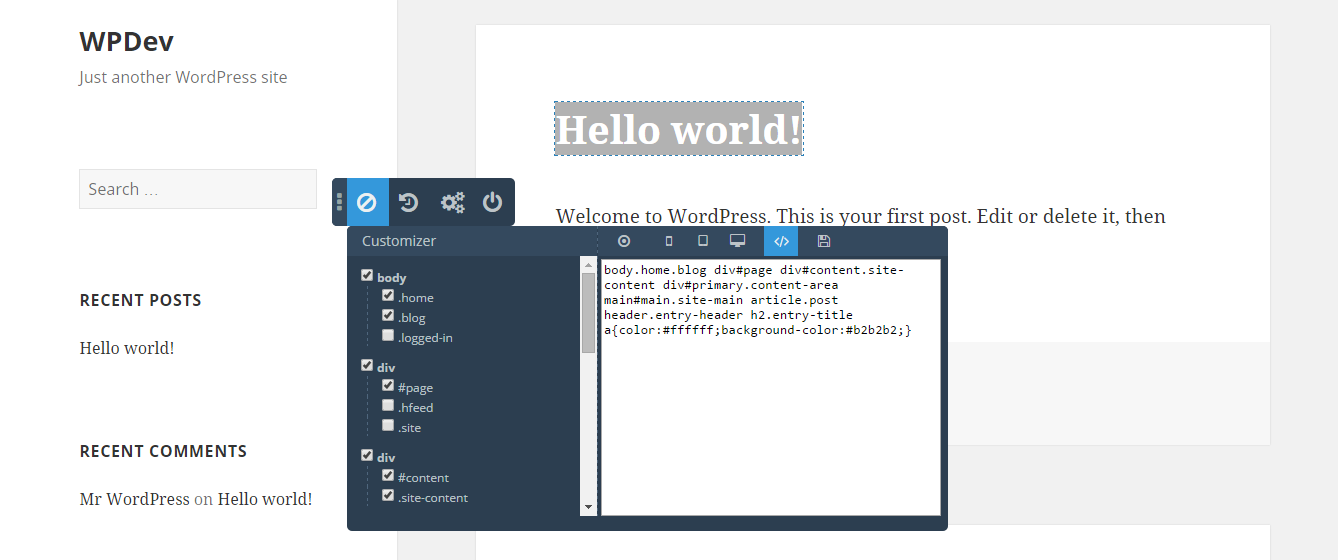 WPDev
Just another WordPress site
Search …
RECENT POSTS
Hello world!
RECENT COMMENTS
Mr WordPress on Hello world!
Hello world!
Welcome to WordPress. This is your first post. Edit or delete it, then
Customizer
body
.home
.blog
.logged-in
div
#page
.hfeed
.site
div
#content
.site-content
</>
body.home.blog div#page div#content.site-
content div#primary.content-area
main#main.site-main article.post
header.entry-header h2.entry-title
a{color:#ffffff;background-color:#b2b2b2;}